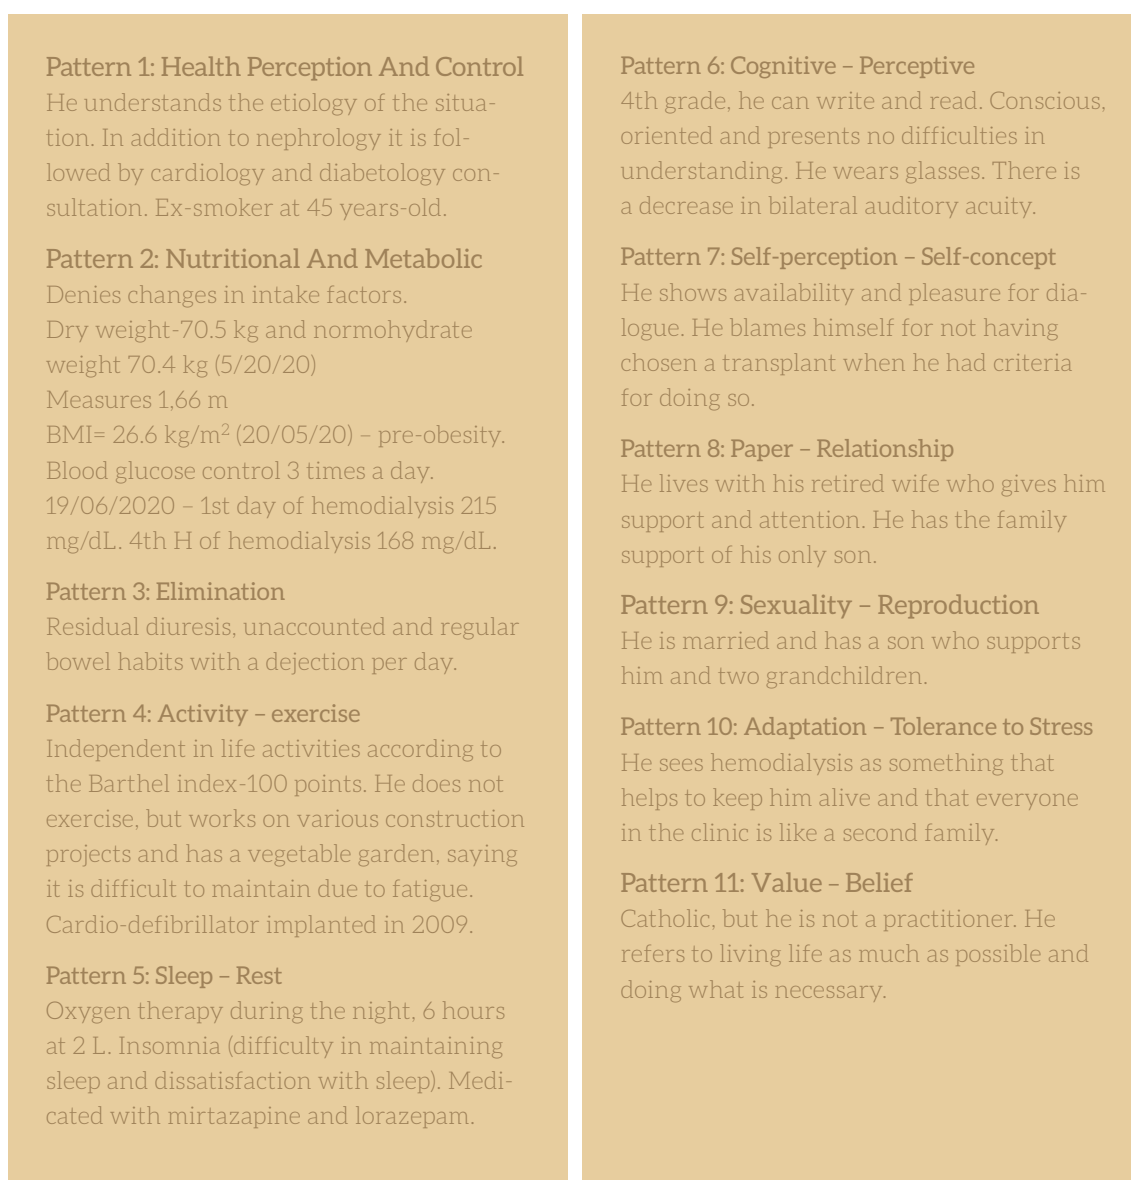 Pattern 1: Health Perception And Control
He understands the etiology of the situa-
tion. In addition to nephrology it is fol-
lowed by cardiology and diabetology con-
sultation. Ex-smoker at 45 years-old.
Pattern 2: Nutritional And Metabolic
Denies changes in intake factors.
Dry weight-70.5 kg and normohydrate
weight 70.4 kg (5/20/20)
Measures 1,66 m
BMI= 26.6 kg/m² (20/05/20) – pre-obesity.
Blood glucose control 3 times a day.
19/06/2020 – 1st day of hemodialysis 215
mg/dL. 4th H of hemodialysis 168 mg/dL.
Pattern 3: Elimination
Residual diuresis, unaccounted and regular
bowel habits with a dejection per day.
Pattern 4: Activity – exercise
Independent in life activities according to
the Barthel index-100 points. He does not
exercise, but works on various construction
projects and has a vegetable garden, saying
it is difficult to maintain due to fatigue.
Cardio-defibrillator implanted in 2009.
Pattern 5: Sleep – Rest
Oxygen therapy during the night, 6 hours
at 2 L. Insomnia (difficulty in maintaining
sleep and dissatisfaction with sleep). Medi-
cated with mirtazapine and lorazepam.
Pattern 6: Cognitive – Perceptive
4th grade, he can write and read. Conscious,
oriented and presents no difficulties in
understanding. He wears glasses. There is
a decrease in bilateral auditory acuity.
Pattern 7: Self-perception – Self-concept
He shows availability and pleasure for dia-
logue. He blames himself for not having
chosen a transplant when he had criteria
for doing so.
Pattern 8: Paper – Relationship
He lives with his retired wife who gives him
support and attention. He has the family
support of his only son.
Pattern 9: Sexuality – Reproduction
He is married and has a son who supports
him and two grandchildren.
Pattern 10: Adaptation – Tolerance to Stress
He sees hemodialysis as something that
helps to keep him alive and that everyone
in the clinic is like a second family.
Pattern 11: Value – Belief
Catholic, but he is not a practitioner. He
refers to living life as much as possible and
doing what is necessary.